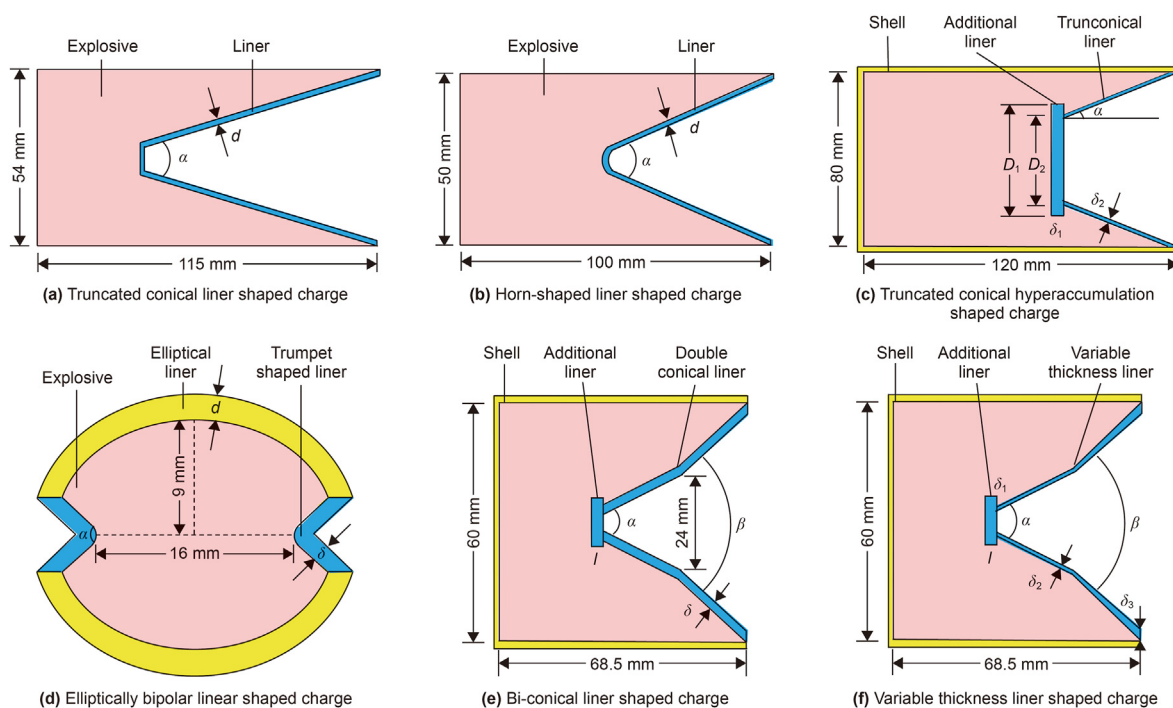 Explosive
Liner
54 mm
d
α
115 mm
(a) Truncated conical liner shaped charge
Explosive
Liner
50 mm
d
α
100 mm
(b) Horn-shaped liner shaped charge
Shell
Additional
liner
Trunconical
liner
α
80 mm
D1
D2
δ2
δ1
120 mm
(c) Truncated conical hyperaccumulation
shaped charge
Explosive
Elliptical
liner
Trumpet
shaped liner
d
9 mm
α
16 mm
δ
(d) Elliptically bipolar linear shaped charge
Shell
Additional
liner
Double
conical liner
60 mm
α
24 mm
β
l
δ
68.5 mm
(e) Bi-conical liner shaped charge
Shell
Additional
liner
Variable
thickness liner
δ1
60 mm
α
β
l
δ2
δ3
68.5 mm
(f) Variable thickness liner shaped charge